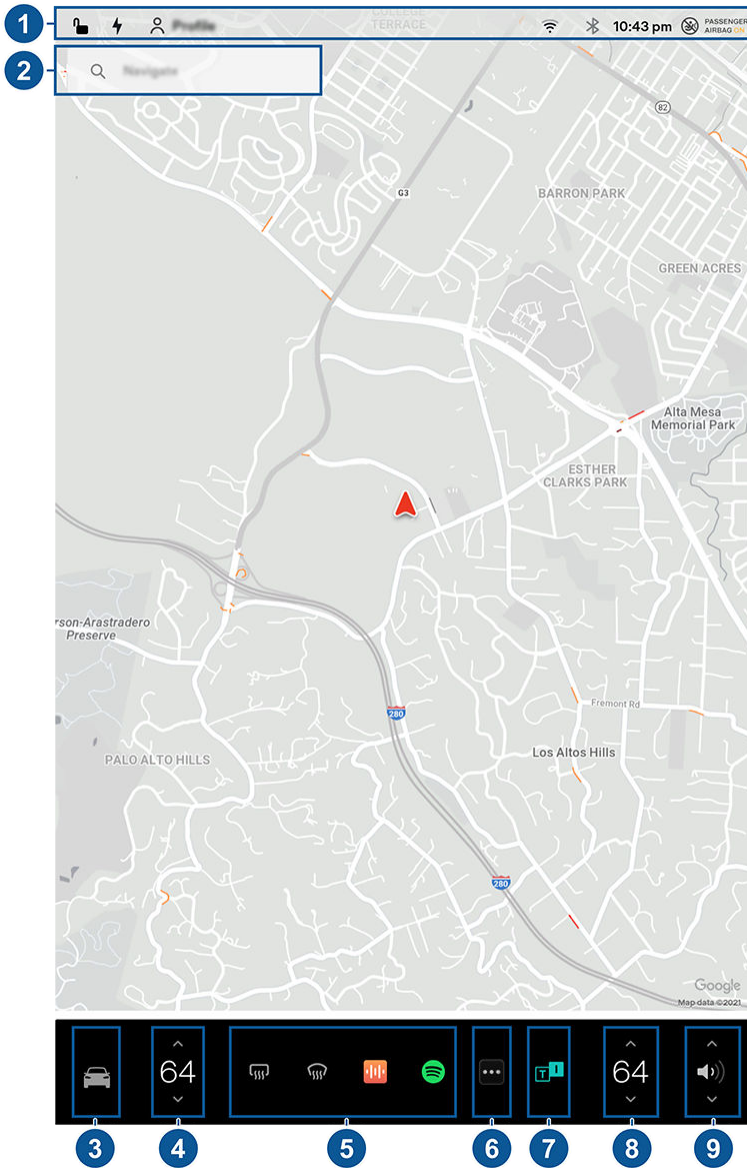 1
COLLEGE
TERRACE
Profile
10:43 pm
PASSENGER
AIRBAG ON
2
Navigate
82
G3
BARRON PARK
GREEN ACRES
Alta Mesa
Memorial Park
ESTHER
CLARKS PARK
rson-Arastradero
Preserve
280
Fremont Rd
PALO ALTO HILLS
Los Altos Hills
280
Google
Map data ©2021
64
T
I
64
3
4
5
6
7
8
9